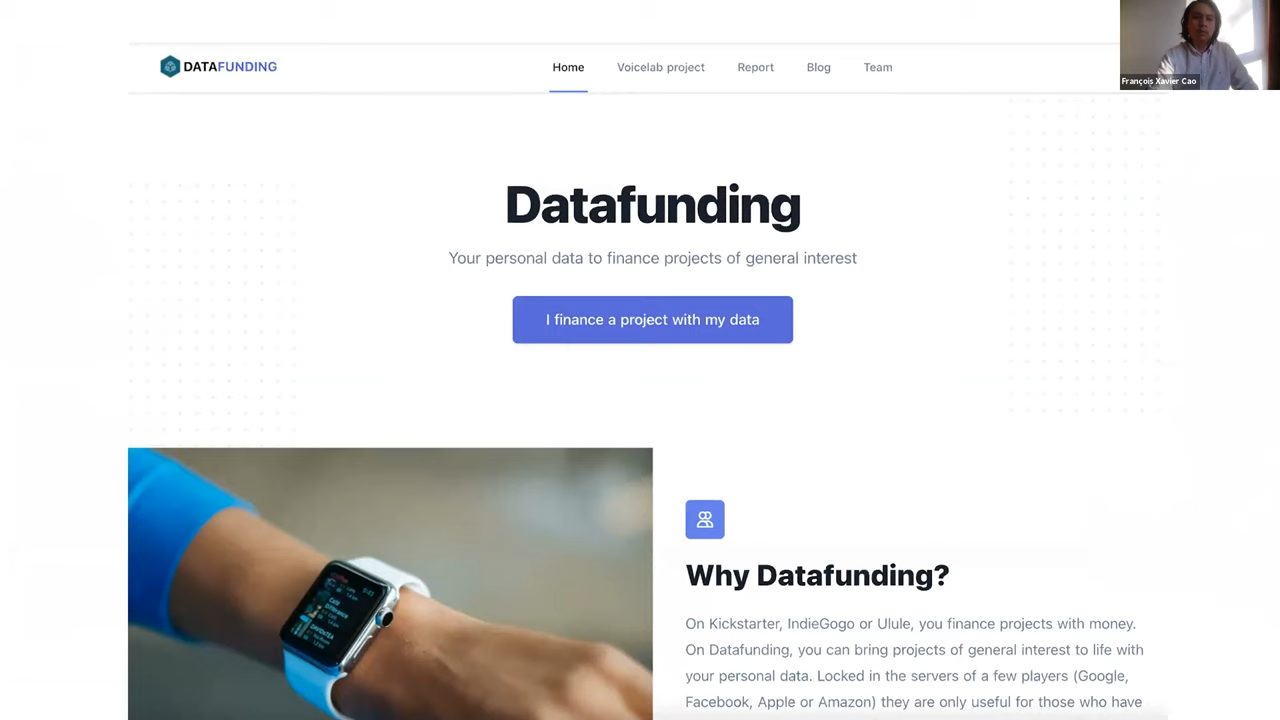 DATAFUNDING
Home
Voicelab project
Report
Blog
Team
François Xavier Cao
Datafunding
Your personal data to finance projects of general interest
I finance a project with my data
Why Datafunding?
On Kickstarter, IndieGogo or Ulule, you finance projects with money.
On Datafunding, you can bring projects of general interest to life with
your personal data. Locked in the servers of a few players (Google,
Facebook, Apple or Amazon) they are only useful for those who have